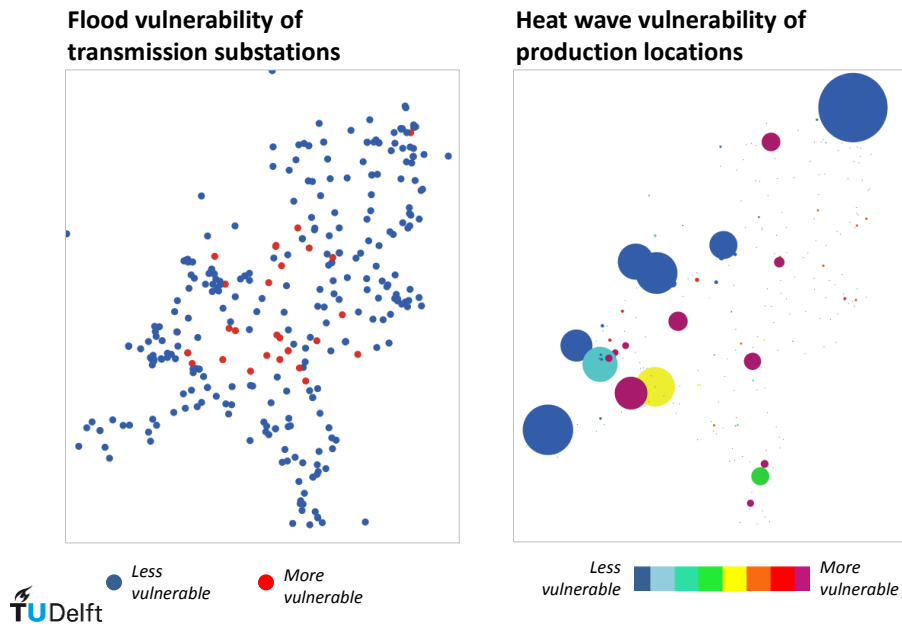 Flood vulnerability of
transmission substations
Heat wave vulnerability of
production locations
Less
vulnerable
More
vulnerable
Less
vulnerable
More
vulnerable
TUDelft